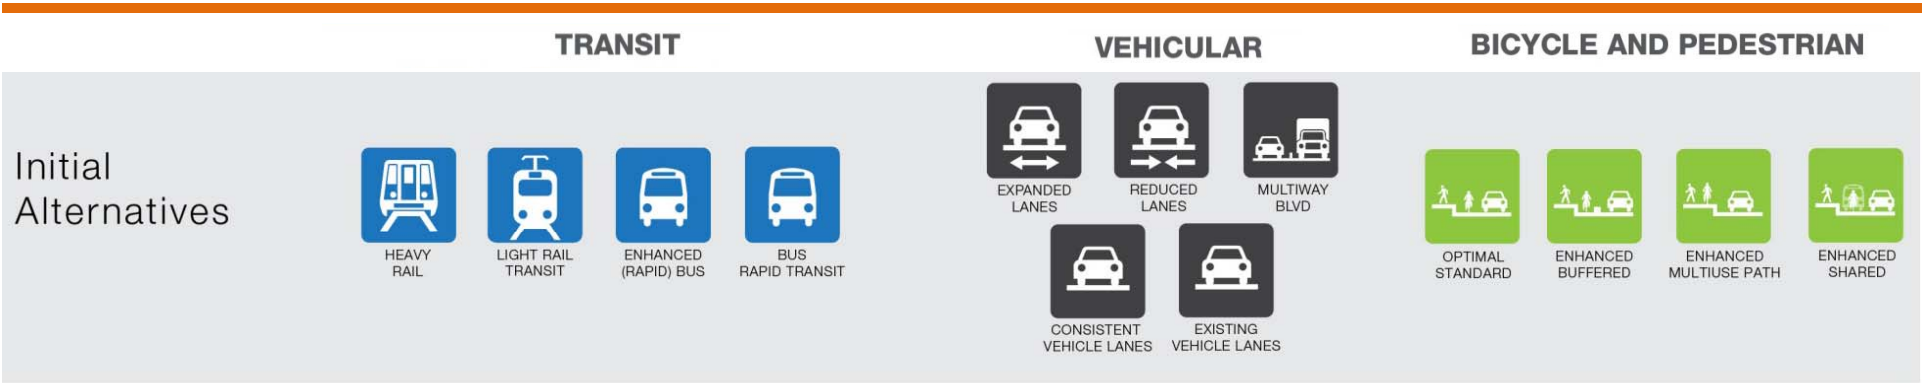 TRANSIT
VEHICULAR
BICYCLE AND PEDESTRIAN
Initial
Alternatives
HEAVY
RAIL
LIGHT RAIL
TRANSIT
ENHANCED
(RAPID) BUS
BUS
RAPID TRANSIT
EXPANDED
LANES
REDUCED
LANES
MULTIWAY
BLVD
CONSISTENT
VEHICLE LANES
EXISTING
VEHICLE LANES
OPTIMAL
STANDARD
ENHANCED
BUFFERED
ENHANCED
MULTIUSE PATH
ENHANCED
SHARED